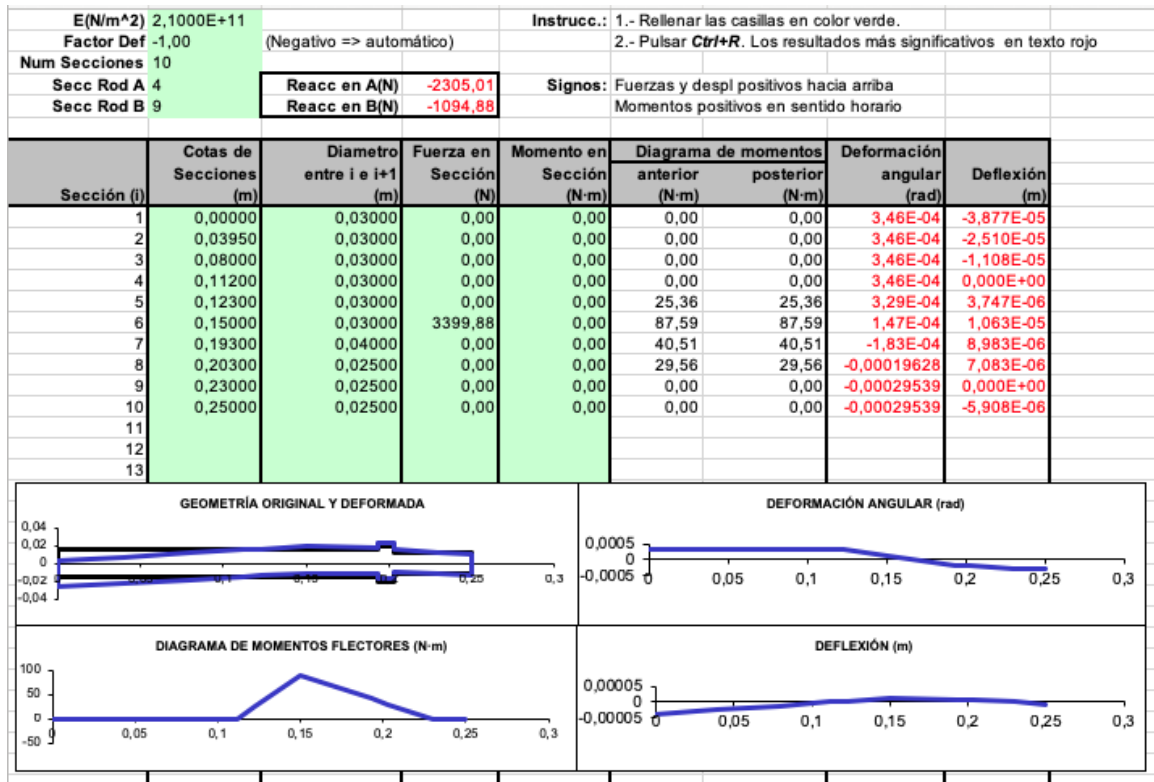 E(N/m^2) 2,1000E+11 Instrucc.: 1.- Rellenar las casillas en color verde.
Factor Def -1,00 (Negativo => automático) 2.- Pulsar Ctrl+R. Los resultados más significativos en texto rojo
Num Secciones 10
Secc Rod A 4 Reacc en A(N) -2305,01 Signos: Fuerzas y despl positivos hacia arriba
Secc Rod B 9 Reacc en B(N) -1094,88 Momentos positivos en sentido horario
Cotas de Diametro Fuerza en Momento en Diagrama de momentos Deformación
Secciones entre i e i+1 Sección Sección anterior posterior angular Deflexión
Sección (i) (m) (m) (N) (N·m) (N·m) (N·m) (rad) (m)
1 0,00000 0,03000 0,00 0,00 0,00 0,00 3,46E-04 -3,877E-05
2 0,03950 0,03000 0,00 0,00 0,00 0,00 3,46E-04 -2,510E-05
3 0,08000 0,03000 0,00 0,00 0,00 0,00 3,46E-04 -1,108E-05
4 0,11200 0,03000 0,00 0,00 0,00 0,00 3,46E-04 0,000E+00
5 0,12300 0,03000 0,00 0,00 25,36 25,36 3,29E-04 3,747E-06
6 0,15000 0,03000 3399,88 0,00 87,59 87,59 1,47E-04 1,063E-05
7 0,19300 0,04000 0,00 0,00 40,51 40,51 -1,83E-04 8,983E-06
8 0,20300 0,02500 0,00 0,00 29,56 29,56 -0,00019628 7,083E-06
9 0,23000 0,02500 0,00 0,00 0,00 0,00 -0,00029539 0,000E+00
10 0,25000 0,02500 0,00 0,00 0,00 0,00 -0,00029539 -5,908E-06
11
12
13
GEOMETRÍA ORIGINAL Y DEFORMADA
0,04
0,02
0
-0,02
-0,04
0 0,05 0,1 0,15 0,2 0,25 0,3
DEFORMACIÓN ANGULAR (rad)
0,0005
0
-0,0005
0 0,05 0,1 0,15 0,2 0,25 0,3
DIAGRAMA DE MOMENTOS FLECTORES (N·m)
100
50
0
-50
0 0,05 0,1 0,15 0,2 0,25 0,3
DEFLEXIÓN (m)
0,00005
0
-0,00005
0 0,05 0,1 0,15 0,2 0,25 0,3